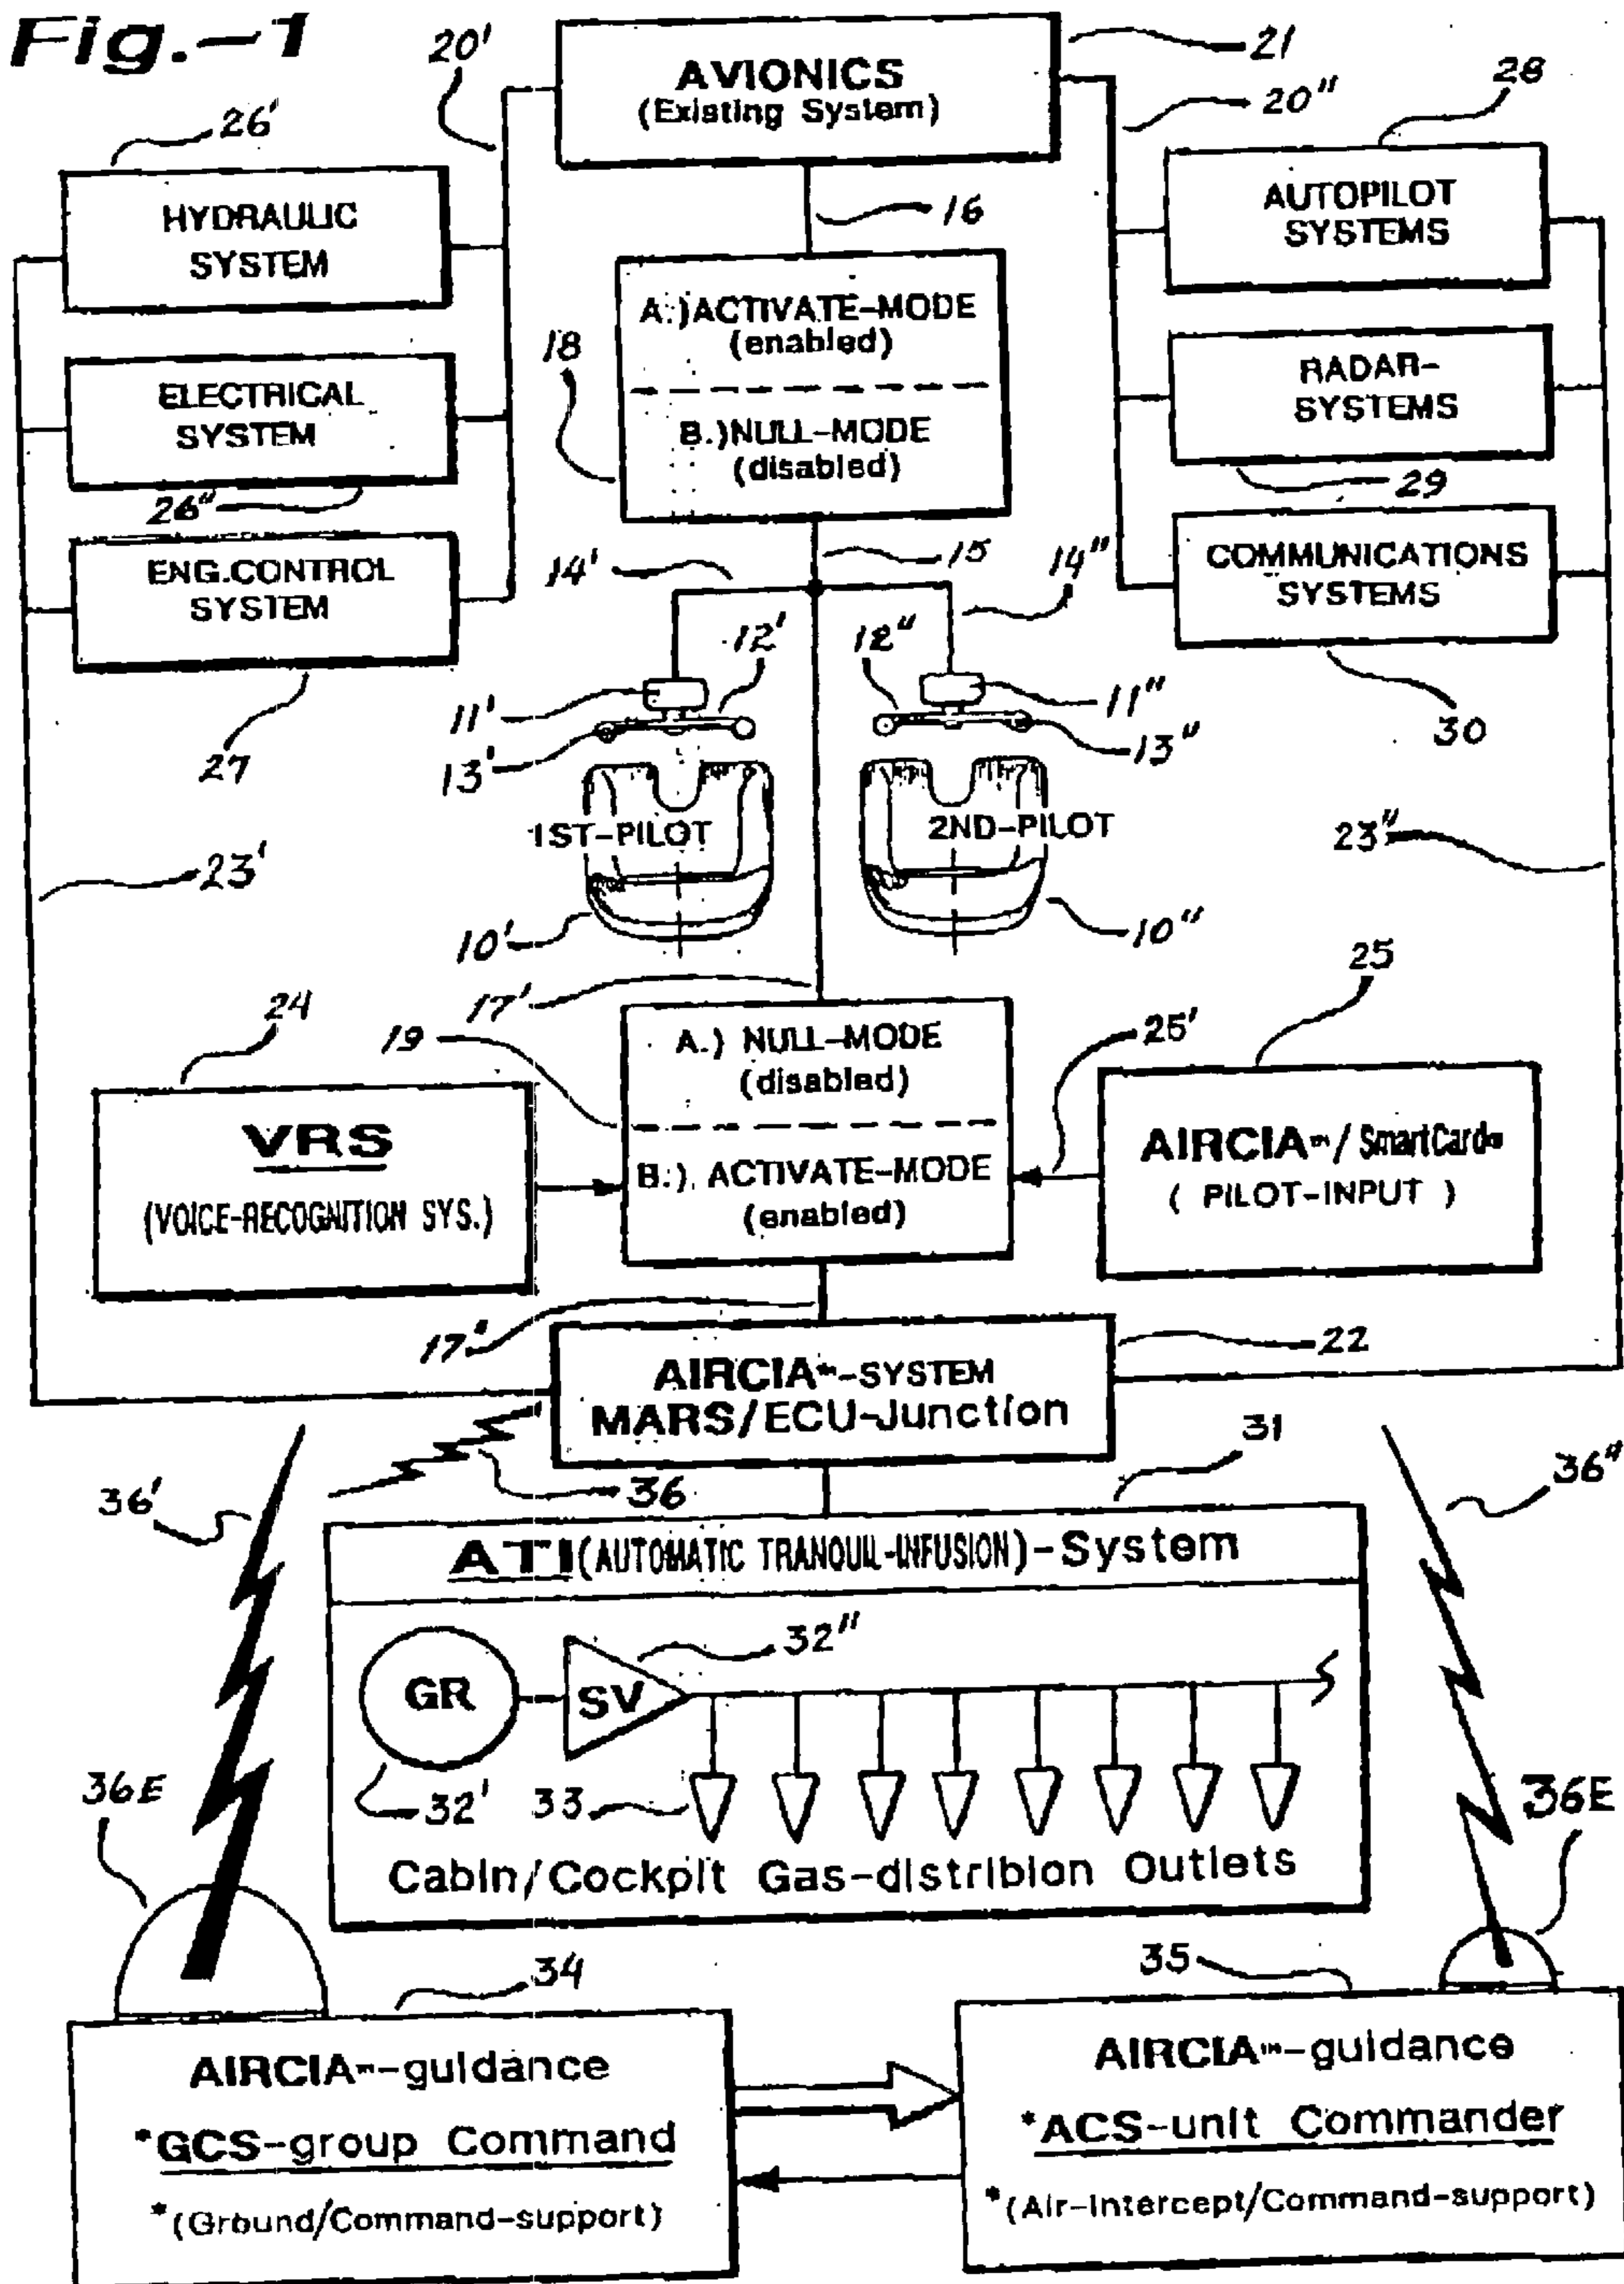 Fig.-1
20'
AVIONICS
(Existing System)
21
20"
28
26'
HYDRAULIC
SYSTEM
16
AUTOPILOT
SYSTEMS
18
A.) ACTIVATE-MODE
(enabled)
B.) NULL-MODE
(disabled)
ELECTRICAL
SYSTEM
26"
RADAR-
SYSTEMS
29
ENG.CONTROL
SYSTEM
27
14'
15
14"
COMMUNICATIONS
SYSTEMS
30
12'
12"
11'
11"
13'
13"
1ST-PILOT
2ND-PILOT
23'
23"
10'
10"
17'
25
24
19
A.) NULL-MODE
(disabled)
B.) ACTIVATE-MODE
(enabled)
25'
VRS
(VOICE-RECOGNITION SYS.)
AIRCIA™/SmartCard
( PILOT-INPUT )
17"
22
AIRCIA™-SYSTEM
MARS/ECU-Junction
31
36'
36
36"
ATI(AUTOMATIC TRANQUIL-INFUSION)-System
GR
SV
32"
32'
33
36E
36E
Cabin/Cockpit Gas-distribion Outlets
34
35
AIRCIA™-guidance
*GCS-group Command
*(Ground/Command-support)
AIRCIA™-guidance
*ACS-unit Commander
*(Air-Intercept/Command-support)